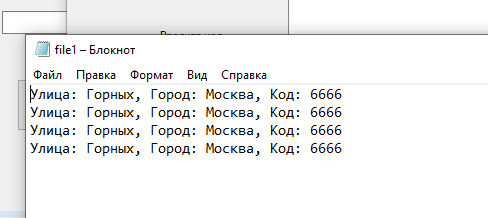 file1 – Блокнот
Файл Правка Формат Вид Справка
Улица: Горных, Город: Москва, Код: 6666
Улица: Горных, Город: Москва, Код: 6666
Улица: Горных, Город: Москва, Код: 6666
Улица: Горных, Город: Москва, Код: 6666